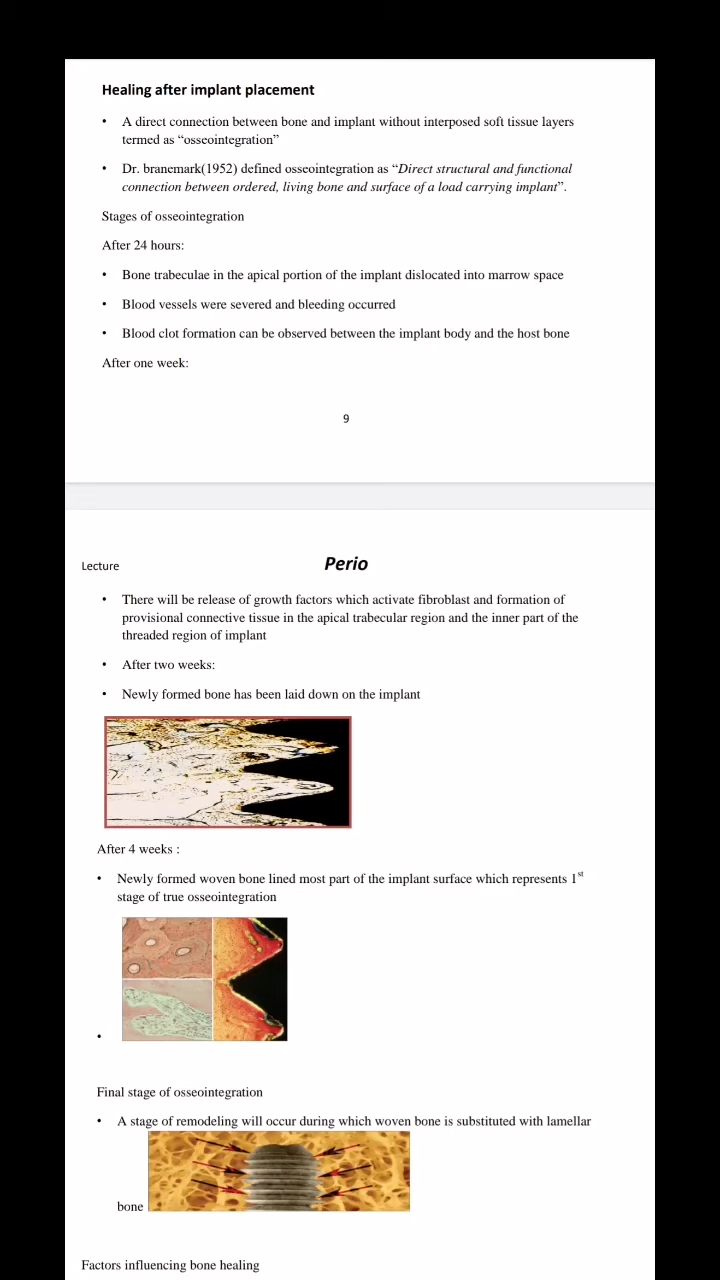 Healing after implant placement
• A direct connection between bone and implant without interposed soft tissue layers
termed as “osseointegration”
• Dr. branemark(1952) defined osseointegration as “Direct structural and functional
connection between ordered, living bone and surface of a load carrying implant”.
Stages of osseointegration
After 24 hours:
• Bone trabeculae in the apical portion of the implant dislocated into marrow space
• Blood vessels were severed and bleeding occurred
• Blood clot formation can be observed between the implant body and the host bone
After one week:
9
Lecture Perio
• There will be release of growth factors which activate fibroblast and formation of
provisional connective tissue in the apical trabecular region and the inner part of the
threaded region of implant
• After two weeks:
• Newly formed bone has been laid down on the implant
After 4 weeks :
• Newly formed woven bone lined most part of the implant surface which represents 1st
stage of true osseointegration
•
Final stage of osseointegration
• A stage of remodeling will occur during which woven bone is substituted with lamellar
bone
Factors influencing bone healing